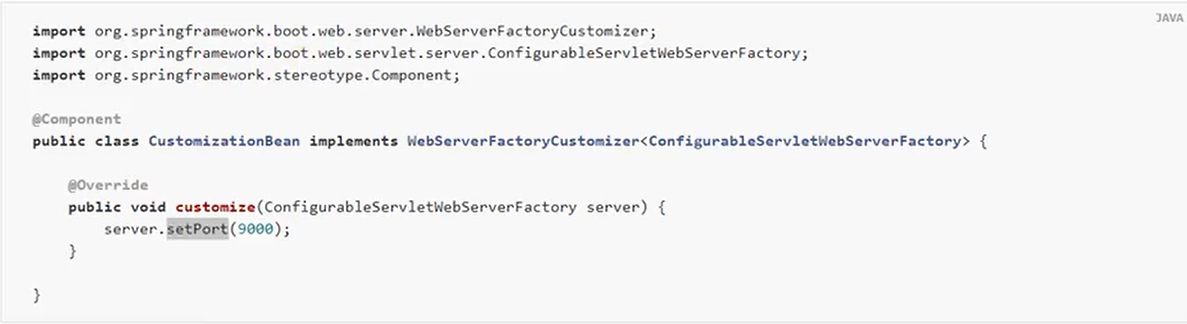 JAVA
import org.springframework.boot.web.server.WebServerFactoryCustomizer;
import org.springframework.boot.web.servlet.server.ConfigurableServletWebServerFactory;
import org.springframework.stereotype.Component;
@Component
public class CustomizationBean implements WebServerFactoryCustomizer<ConfigurableServletWebServerFactory> {
@Override
public void customize(ConfigurableServletWebServerFactory server) {
server.setPort(9000);
}
}